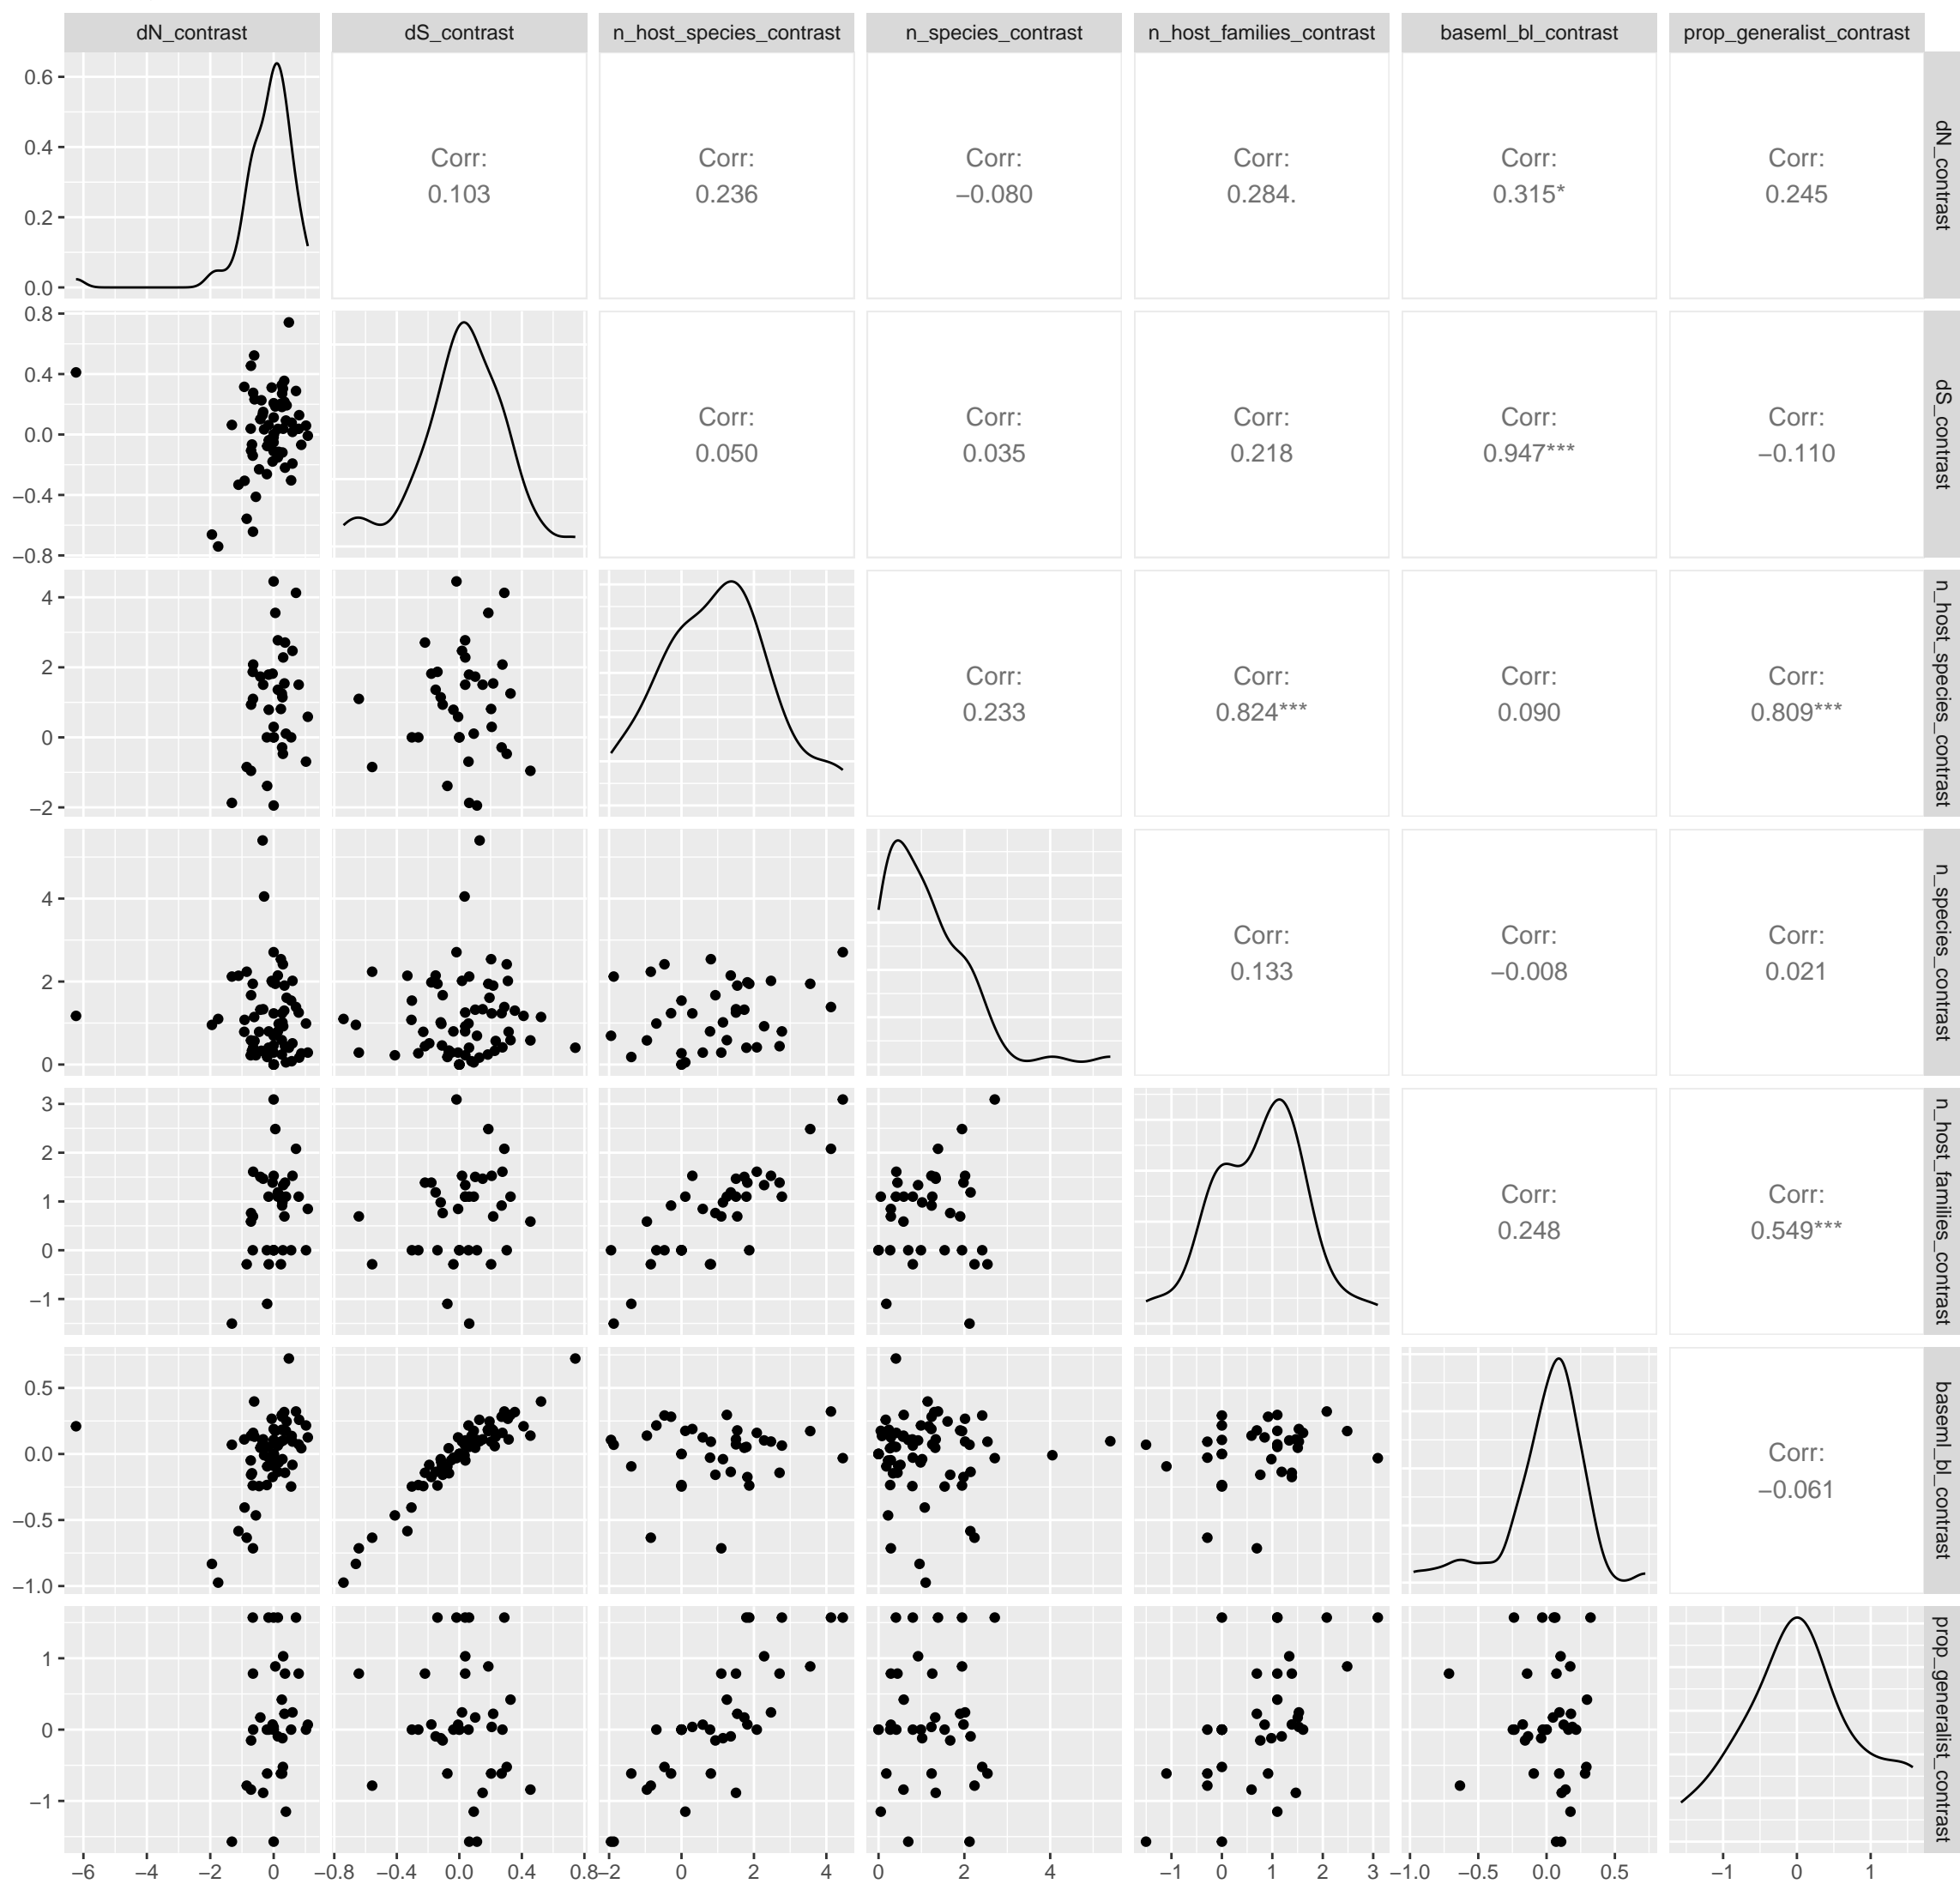 dN_contrast dS_contrast n_host_species_contrast n_species_contrast n_host_families_contrast baseml_bl_contrast prop_generalist_contrast
0.6
0.4
0.2
0.0
Corr: Corr: Corr: Corr: Corr: Corr:
0.103 0.236 −0.080 0.284. 0.315* 0.245
dN_contrast
0.8
0.4
0.0
−0.4
−0.8
Corr: Corr: Corr: Corr: Corr:
0.050 0.035 0.218 0.947*** −0.110
dS_contrast
4
2
0
−2
Corr: Corr: Corr: Corr:
0.233 0.824*** 0.090 0.809***
n_host_species_contrast
4
2
0
Corr: Corr: Corr:
0.133 −0.008 0.021
n_species_contrast
3
2
1
0
−1
Corr: Corr:
0.248 0.549***
n_host_families_contrast
0.5
0.0
−0.5
−1.0
Corr:
−0.061
baseml_bl_contrast
1
0
−1
prop_generalist_contrast
−6 −4 −2 0 −0.8 −0.4 0.0 0.4 0.8 −2 0 2 4 0 2 4 −1 0 1 2 3 −1.0 −0.5 0.0 0.5 −1 0 1